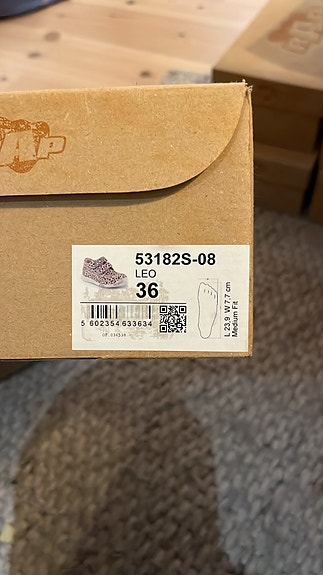 53182S-08
LEO
36
5 602354 633634
L 23,9 W 7,7 cm
Medium Fit